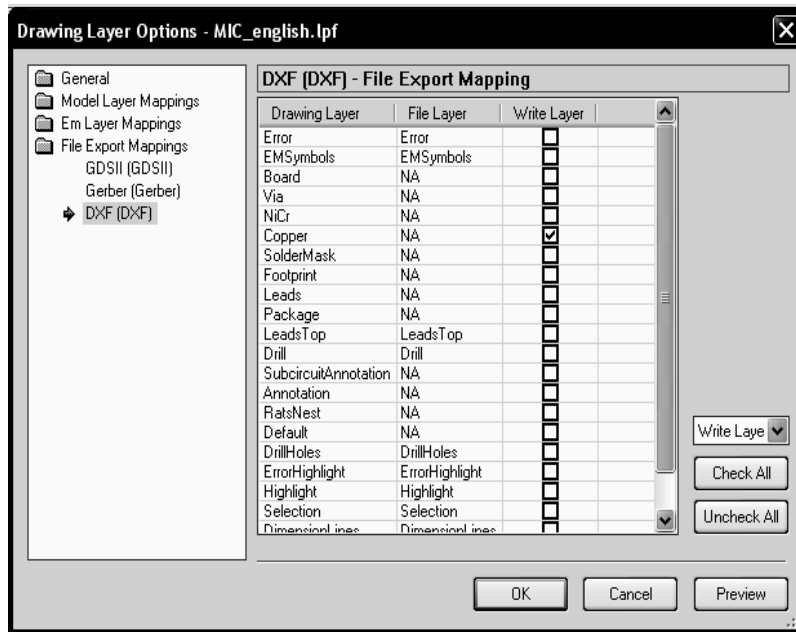 Drawing Layer Options - MIC_english.lpf
General
Model Layer Mappings
Em Layer Mappings
File Export Mappings
GDSII (GDSII)
Gerber (Gerber)
DXF (DXF)
DXF (DXF) - File Export Mapping
Drawing Layer File Layer Write Layer
Error Error
EMSymbols EMSymbols
Board NA
Via NA
NiCr NA
Copper NA
SolderMask NA
Footprint NA
Leads NA
Package NA
LeadsTop LeadsTop
Drill Drill
SubcircuitAnnotation NA
Annotation NA
RatsNest NA
Default NA
DrillHoles DrillHoles
ErrorHighlight ErrorHighlight
Highlight Highlight
Selection Selection
DimensionLines DimensionLines
Write Laye
Check All
Uncheck All
OK Cancel Preview